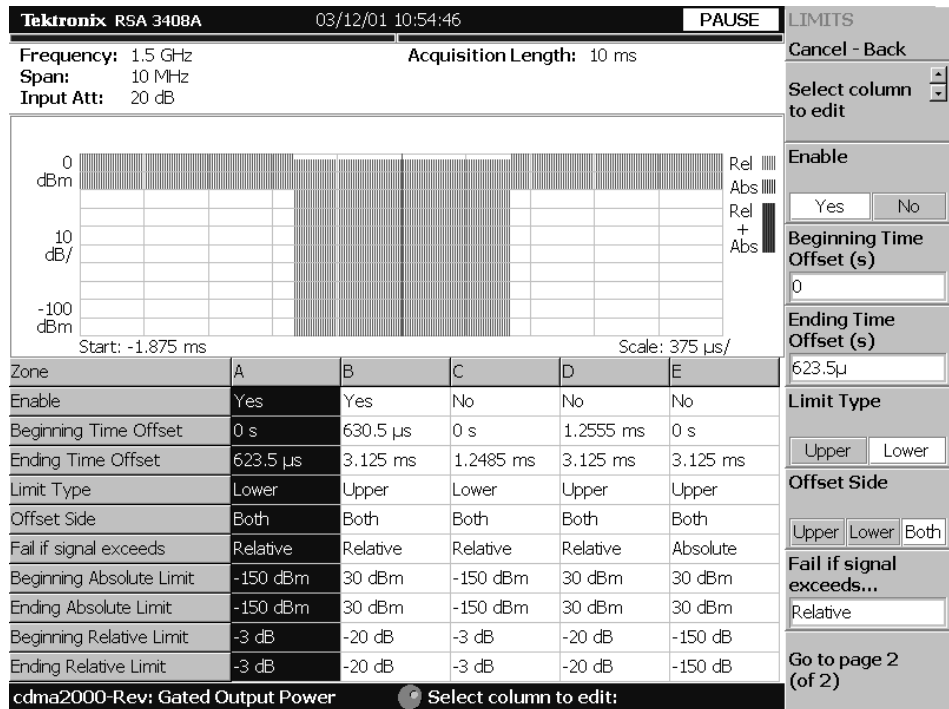 Tektronix RSA 3408A 03/12/01 10:54:46 PAUSE
Frequency: 1.5 GHz Acquisition Length: 10 ms
Span: 10 MHz
Input Att: 20 dB
0
dBm
10
dB/
-100
dBm
Rel
Abs
Rel
+
Abs
Start: -1.875 ms Scale: 375 µs/
Zone A B C D E
Enable Yes Yes No No No
Beginning Time Offset 0 s 630.5 µs 0 s 1.2555 ms 0 s
Ending Time Offset 623.5 µs 3.125 ms 1.2485 ms 3.125 ms 3.125 ms
Limit Type Lower Upper Lower Upper Upper
Offset Side Both Both Both Both Both
Fail if signal exceeds Relative Relative Relative Relative Absolute
Beginning Absolute Limit -150 dBm 30 dBm -150 dBm 30 dBm 30 dBm
Ending Absolute Limit -150 dBm 30 dBm -150 dBm 30 dBm 30 dBm
Beginning Relative Limit -3 dB -20 dB -3 dB -20 dB -150 dB
Ending Relative Limit -3 dB -20 dB -3 dB -20 dB -150 dB
cdma2000-Rev: Gated Output Power Select column to edit:
LIMITS
Cancel - Back
Select column
to edit
Enable
Yes No
Beginning Time
Offset (s)
0
Ending Time
Offset (s)
623.5µ
Limit Type
Upper Lower
Offset Side
Upper Lower Both
Fail if signal
exceeds...
Relative
Go to page 2
(of 2)